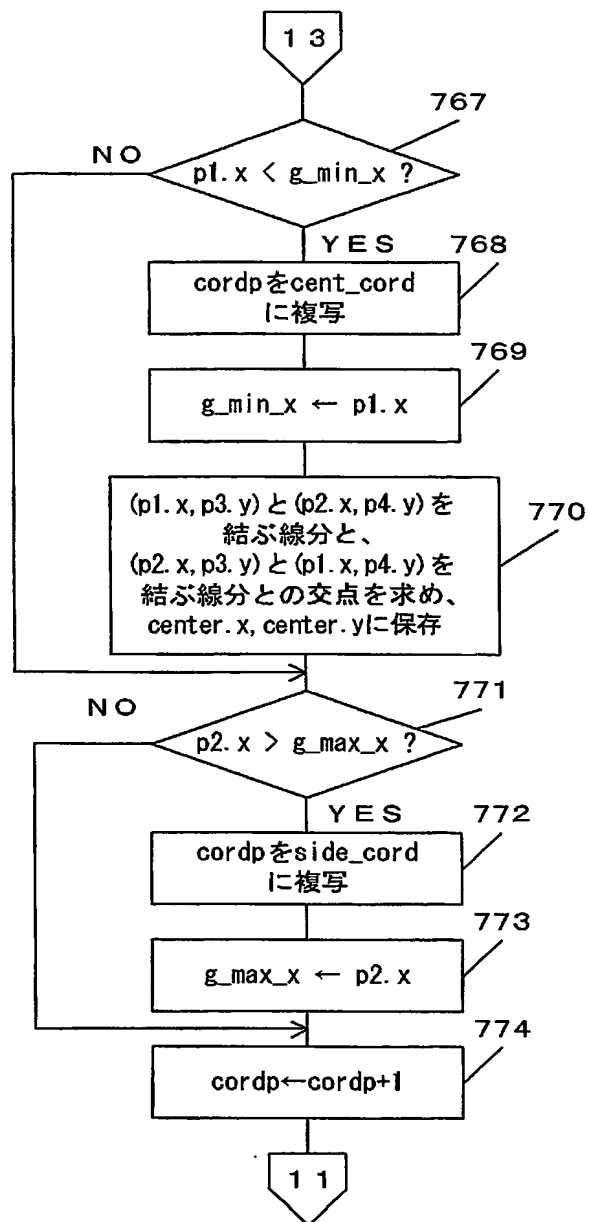 13
767
NO
p1.x < g_min_x ?
YES
768
cordpをcent_cord
に複写
769
g_min_x ← p1.x
770
(p1.x,p3.y)と(p2.x,p4.y)を
結ぶ線分と、
(p2.x,p3.y)と(p1.x,p4.y)を
結ぶ線分との交点を求め、
center.x,center.yに保存
771
NO
p2.x > g_max_x ?
YES
772
cordpをside_cord
に複写
773
g_max_x ← p2.x
774
cordp←cordp+1
11